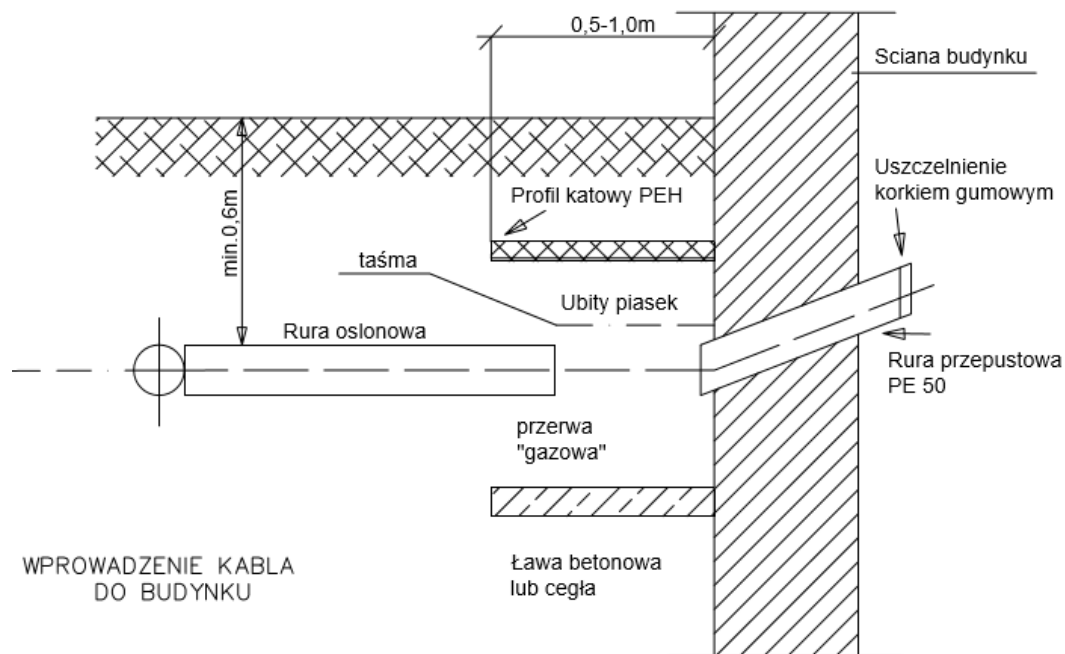 0,5-1,0m
Sciana budynku
Uszczelnienie
korkiem gumowym
Profil katowy PEH
min.0,6m
taśma
Ubity piasek
Rura oslonowa
Rura przepustowa
PE 50
przerwa
"gazowa"
WPROWADZENIE KABLA
DO BUDYNKU
Ława betonowa
lub cegła